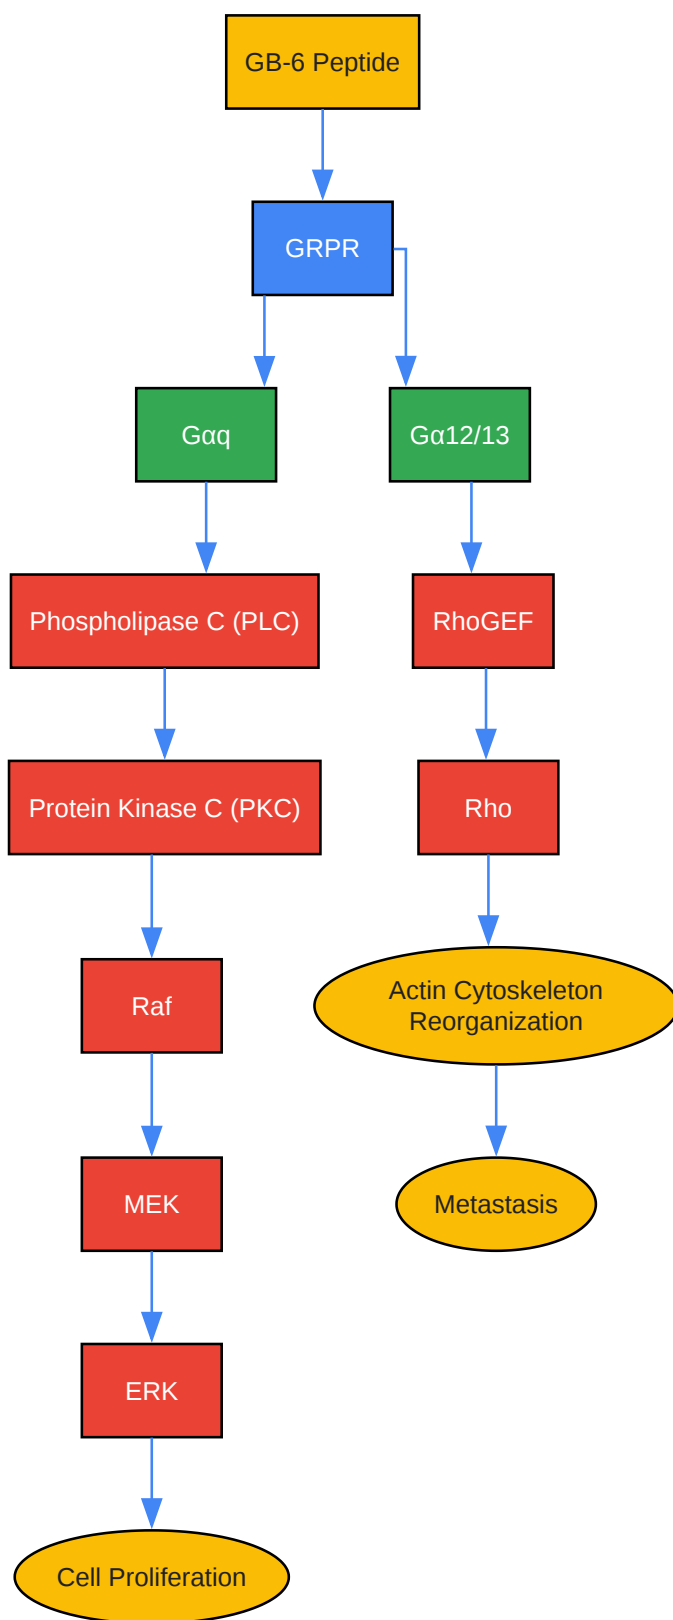 GB-6 Peptide
GRPR
Gαq
Gα12/13
Phospholipase C (PLC)
RhoGEF
Protein Kinase C (PKC)
Rho
Raf
Actin Cytoskeleton
Reorganization
MEK
Metastasis
ERK
Cell Proliferation